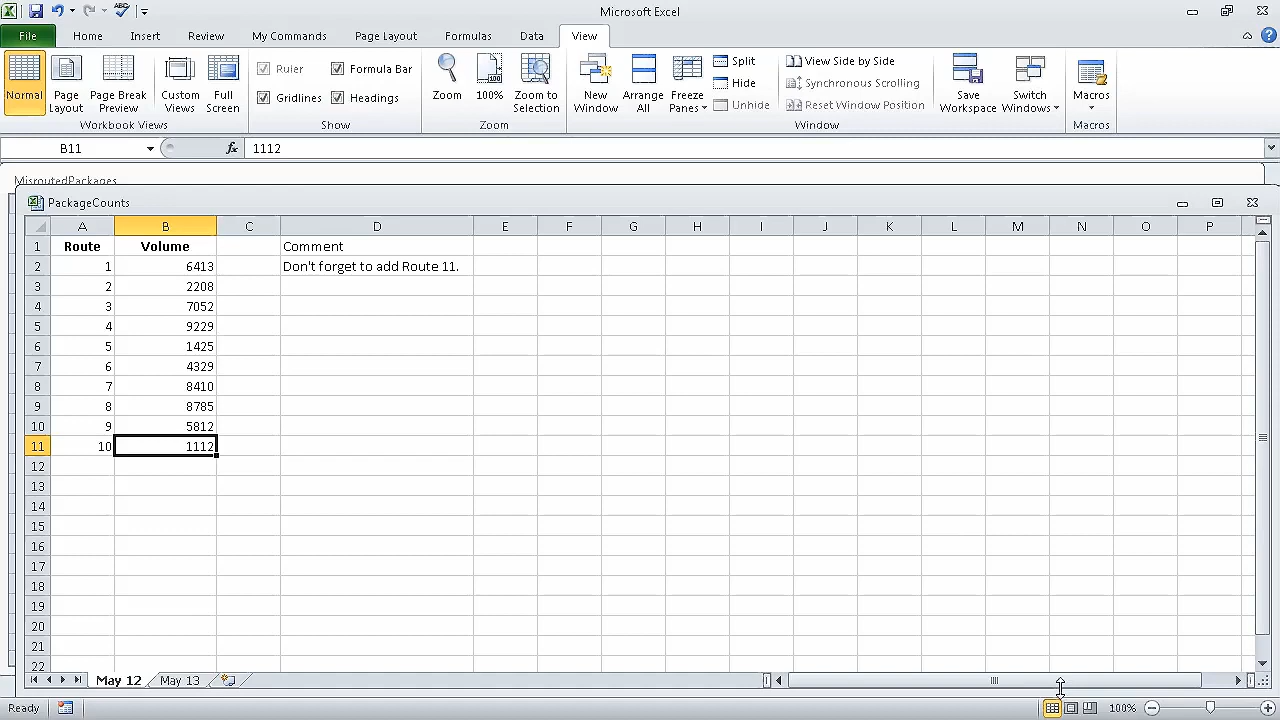 Microsoft Excel
File Home Insert Review My Commands Page Layout Formulas Data View
Normal Page Layout Page Break Preview Custom Views Full Screen
Workbook Views
Ruler Formula Bar
Gridlines Headings
Show
Zoom 100% Zoom to Selection
Zoom
New Window Arrange All Freeze Panes
Split
Hide
Unhide
View Side by Side
Synchronous Scrolling
Reset Window Position
Save Workspace Switch Windows
Window
Macros
Macros
B11 fx 1112
MisroutedPackages
PackageCounts
A B C D E F G H I J K L M N O P
1 Route Volume Comment
2 1 6413 Don't forget to add Route 11.
3 2 2208
4 3 7052
5 4 9229
6 5 1425
7 6 4329
8 7 8410
9 8 8785
10 9 5812
11 10 1112
12
13
14
15
16
17
18
19
20
21
22
May 12 May 13
Ready 100%